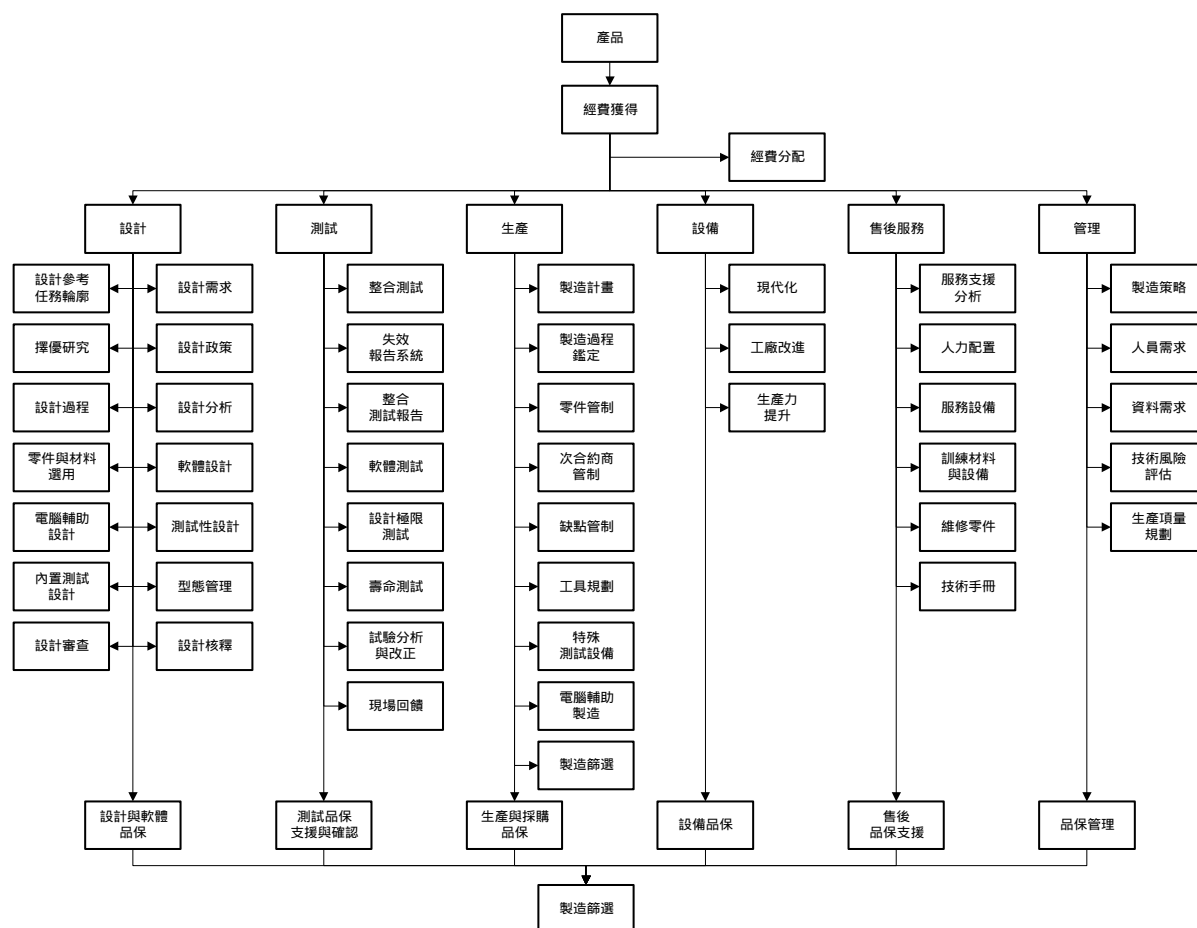 產品
經費獲得
經費分配
設計
測試
生產
設備
售後服務
管理
設計參考
任務輪廓
設計需求
整合測試
製造計畫
現代化
服務支援
分析
製造策略
擇優研究
設計政策
失效
報告系統
製造過程
鑑定
工廠改進
人力配置
人員需求
設計過程
設計分析
整合
測試報告
零件管制
生產力
提升
服務設備
資料需求
零件與材料
選用
軟體設計
軟體測試
次合約商
管制
訓練材料
與設備
技術風險
評估
電腦輔助
設計
測試性設計
設計極限
測試
缺點管制
維修零件
生產項量
規劃
內置測試
設計
型態管理
壽命測試
工具規劃
技術手冊
設計審查
設計核釋
試驗分析
與改正
特殊
測試設備
現場回饋
電腦輔助
製造
製造篩選
設計與軟體
品保
測試品保
支援與確認
生產與採購
品保
設備品保
售後
品保支援
品保管理
製造篩選